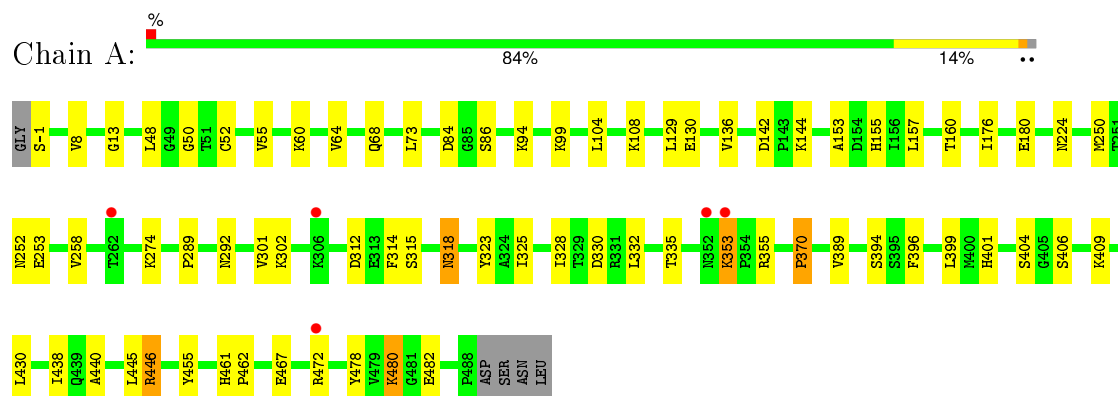 %
Chain A:
84% 14% ••
GLY S-1 V8 G13 L48 G49 G50 T51 C52 V55 K60 V64 Q68 L73 D84 G85 S86 K94 K99 L104 K108 L129 E130 V136 D142 P143 K144 A153 D154 H155 I156 L157 T160 I176 E180 N224 M250 T251
N252 E253 V258 T262 K274 P289 N292 V301 K302 K306 D312 E313 F314 S315 N318 Y323 A324 I325 I328 T329 D330 R331 L332 T335 N352 K353 P354 R355 P370 V389 S394 S395 F396 L399 M400 H401 S404 G405 S406 K409
L430 I438 Q439 A440 L445 R446 Y455 H461 P462 E467 R472 Y478 V479 K480 G481 E482 P488 ASP SER ASN LEU